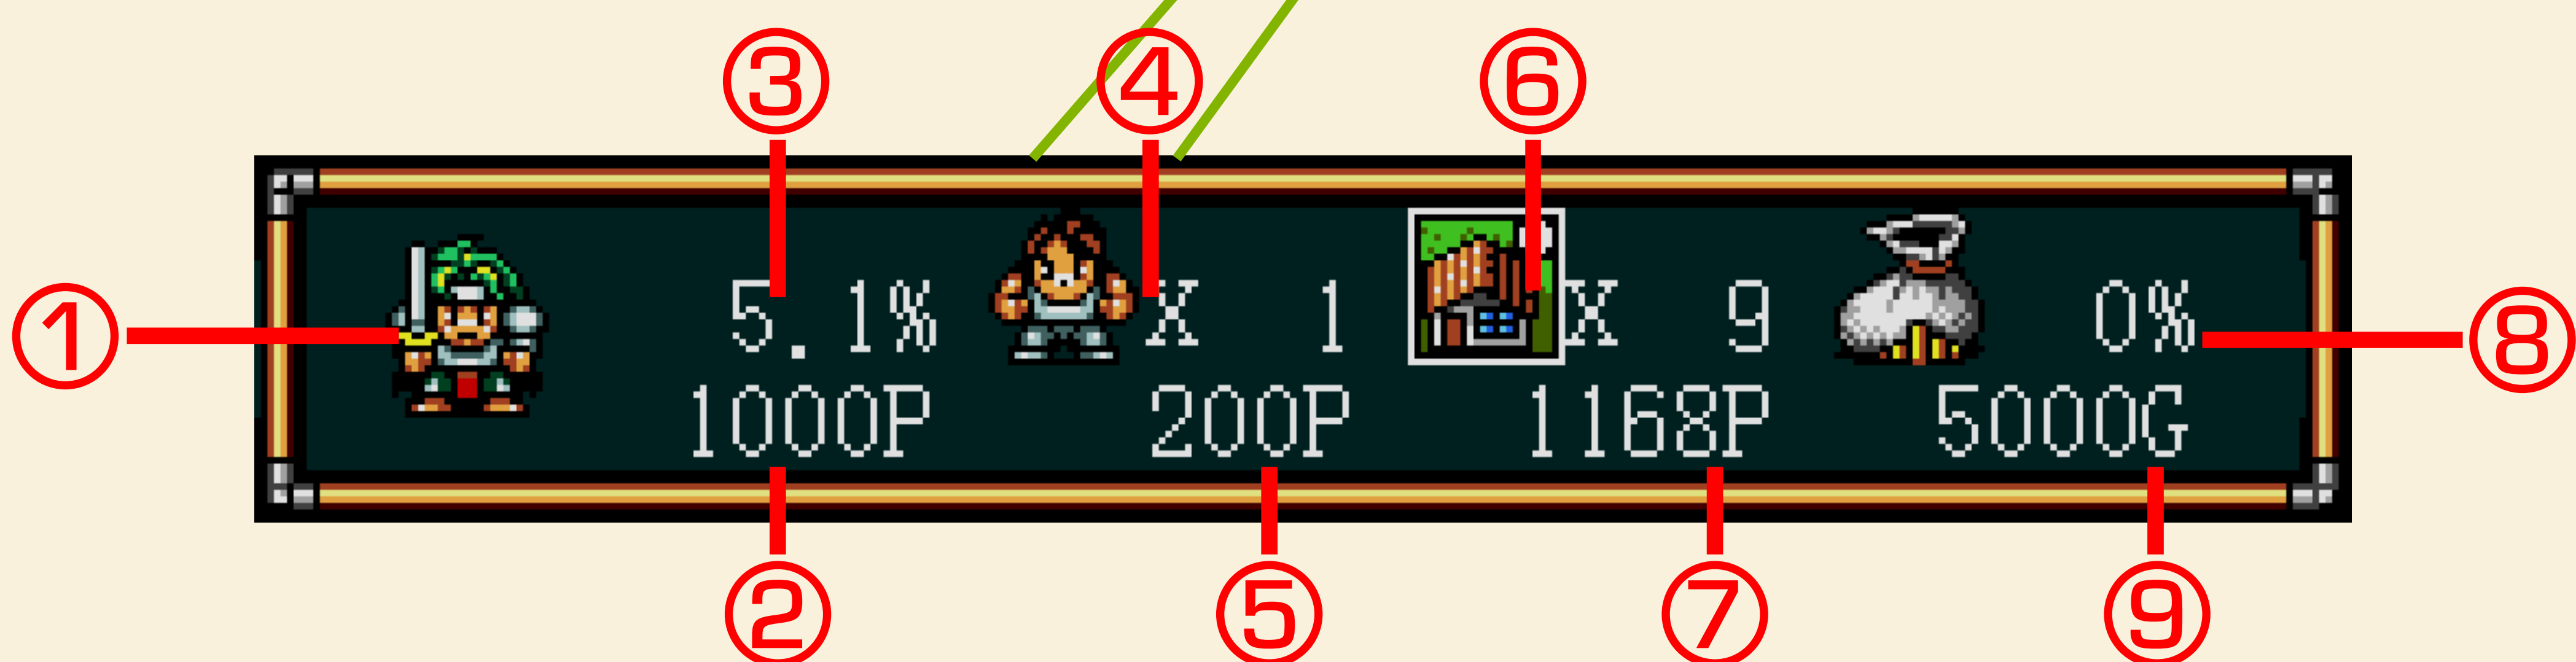 ③ ④ ⑥
① 5.1% X 1 X 9 0% ⑧
1000P 200P 1168P 5000G
② ⑤ ⑦ ⑨